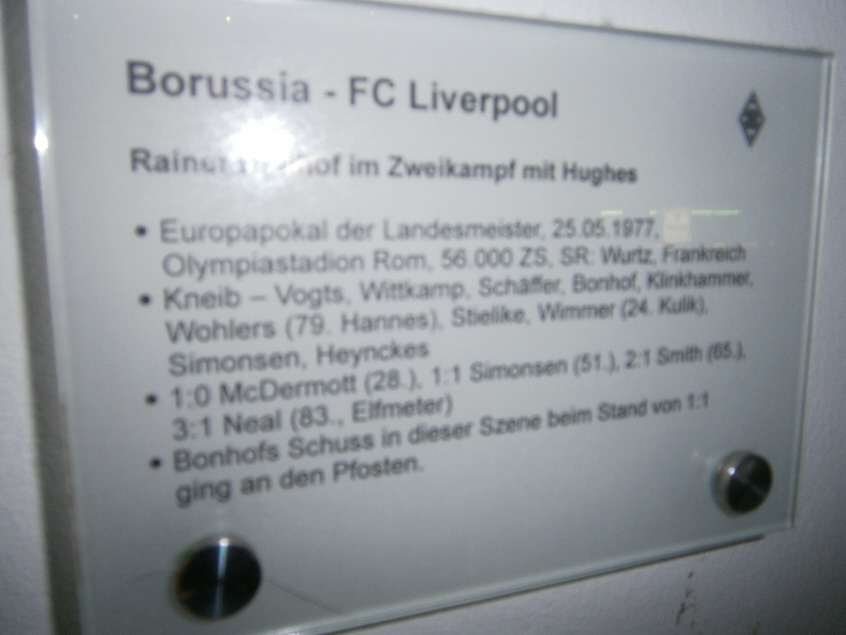 Borussia - FC Liverpool
im Zweikampf mit Hughes
• Europapokal der Landesmeister, 25.05.1977,
Olympiastadion Rom, 56.000 ZS, SR: Wurtz, Frankreich
• Kneib – Vogts, Wittkamp, Schäffer, Bonhof, Klinkhammer,
Wohlers (79. Hannes), Stielike, Wimmer (24. Kulik),
Simonsen, Heynckes
• 1:0 McDermott (28.), 1:1 Simonsen (51.), 2:1 Smith (65.),
3:1 Neal (83., Elfmeter)
• Bonhofs Schuss in dieser Szene beim Stand von 1:1
ging an den Pfosten.